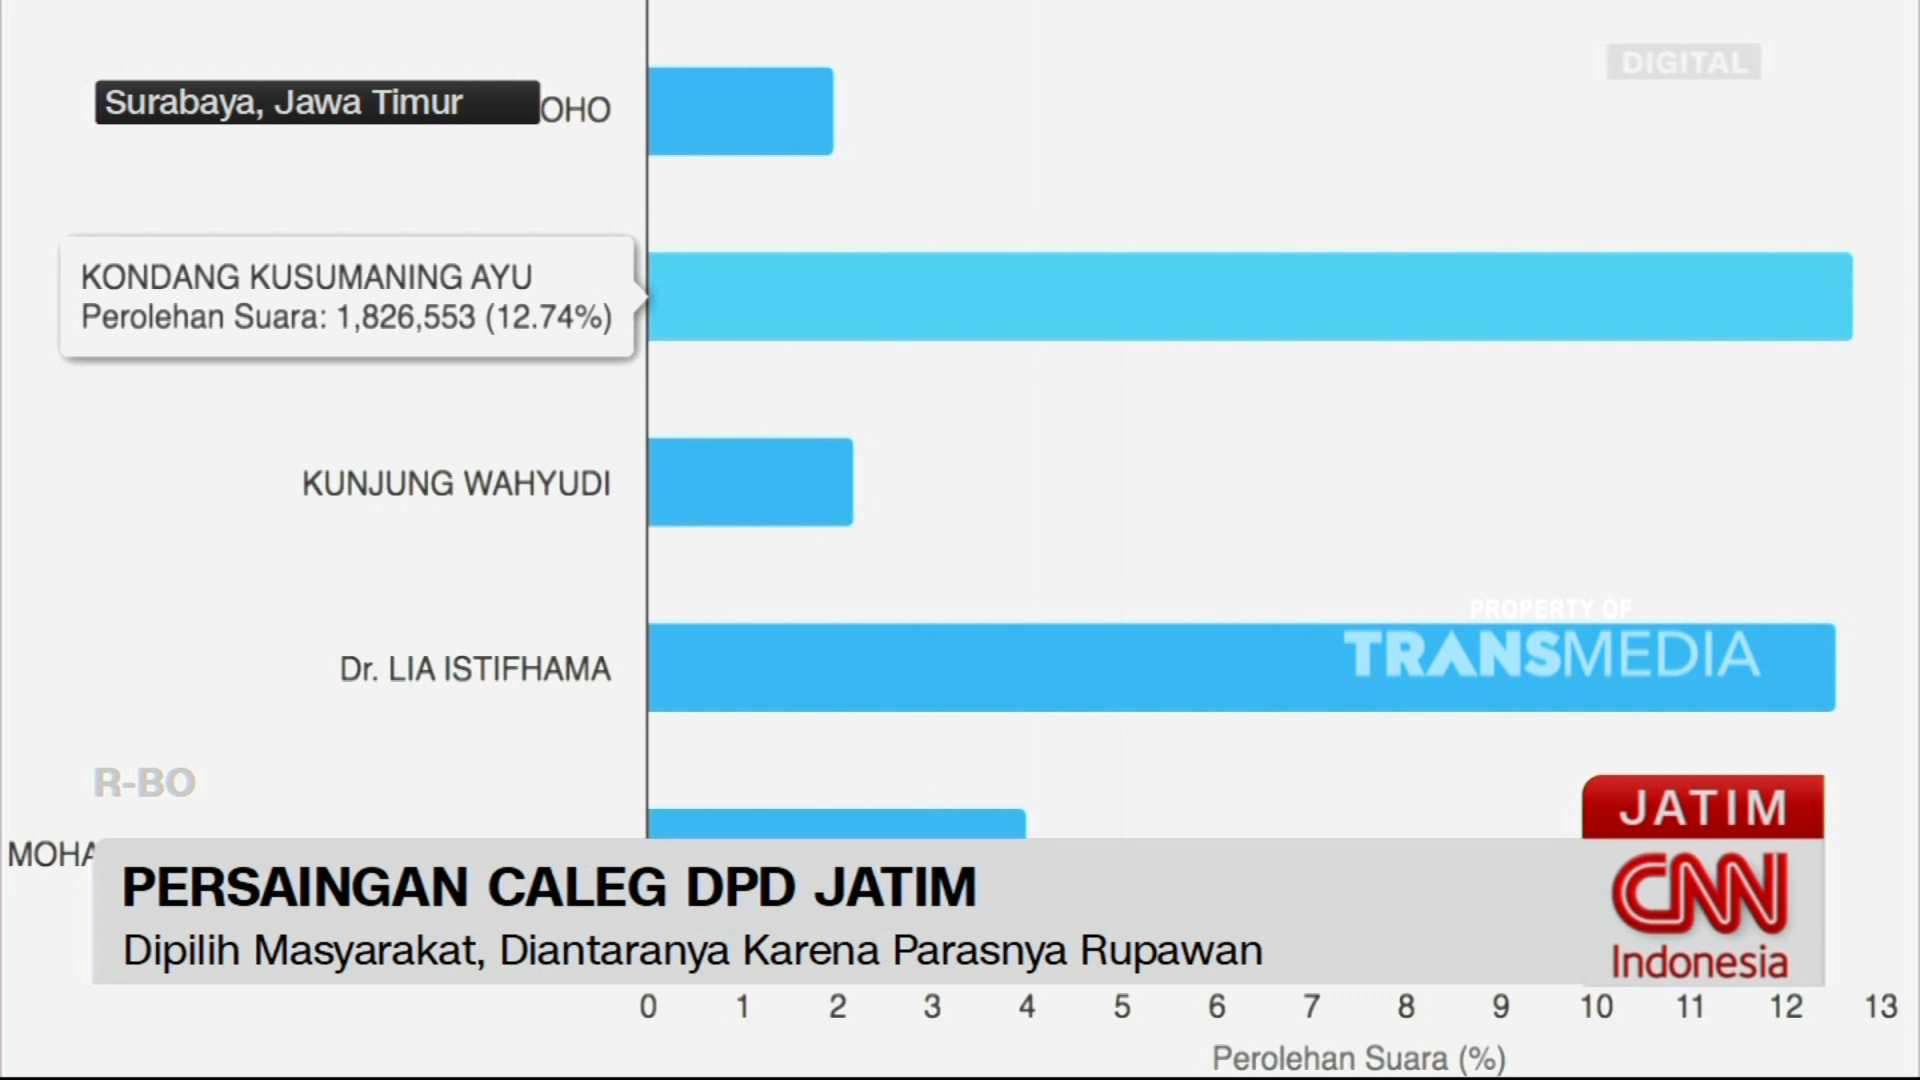 DIGITAL
Surabaya, Jawa Timur
OHO
KONDANG KUSUMANING AYU
Perolehan Suara: 1,826,553 (12.74%)
KUNJUNG WAHYUDI
PROPERTY OF
TRANSMEDIA
Dr. LIA ISTIFHAMA
R-BO
JATIM
MOHA
PERSAINGAN CALEG DPD JATIM
Dipilih Masyarakat, Diantaranya Karena Parasnya Rupawan
CNN
Indonesia
0 1 2 3 4 5 6 7 8 9 10 11 12 13
Perolehan Suara (%)